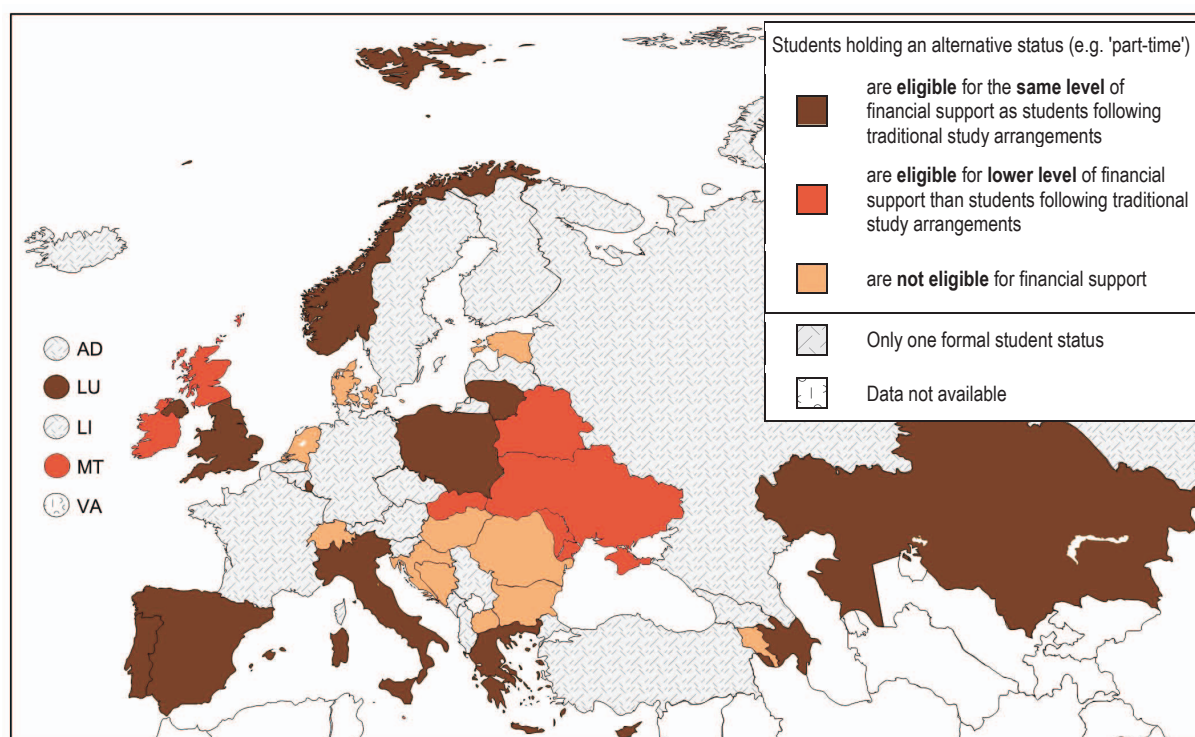 Students holding an alternative status (e.g. 'part-time')
are eligible for the same level of
financial support as students following
traditional study arrangements
are eligible for lower level of financial
support than students following traditional
study arrangements
are not eligible for financial support
Only one formal student status
Data not available
AD
LU
LI
MT
VA